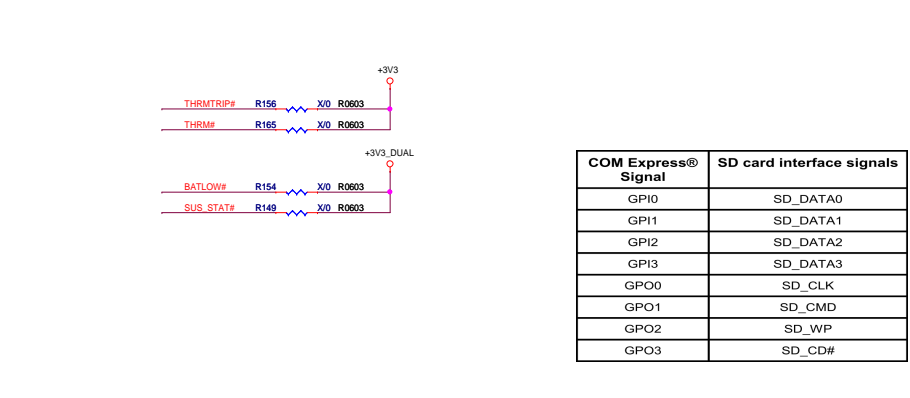 +3V3
THRMTRIP# R156 X/0 R0603
THRM# R165 X/0 R0603
+3V3_DUAL
BATLOW# R154 X/0 R0603
SUS_STAT# R149 X/0 R0603
COM Express® Signal SD card interface signals
GPI0 SD_DATA0
GPI1 SD_DATA1
GPI2 SD_DATA2
GPI3 SD_DATA3
GPO0 SD_CLK
GPO1 SD_CMD
GPO2 SD_WP
GPO3 SD_CD#